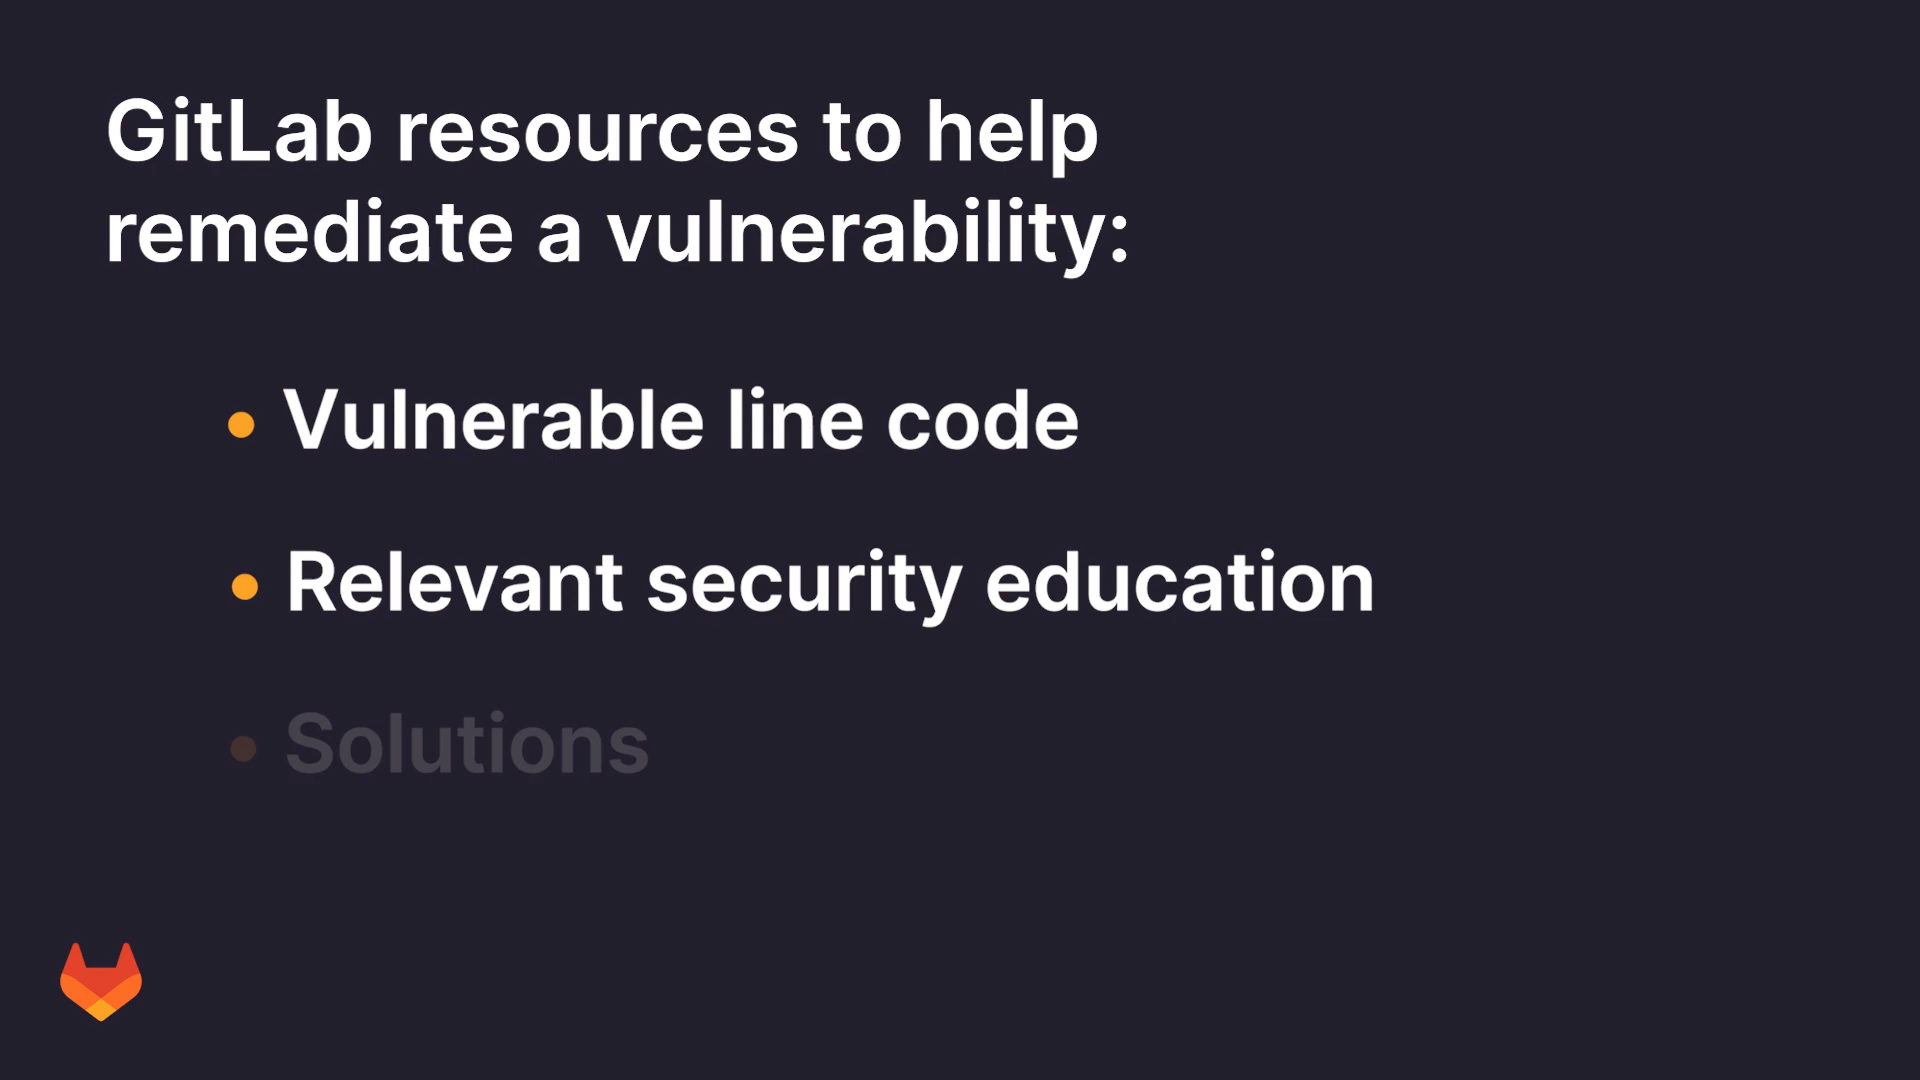 GitLab resources to help
remediate a vulnerability:
• Vulnerable line code
• Relevant security education
• Solutions